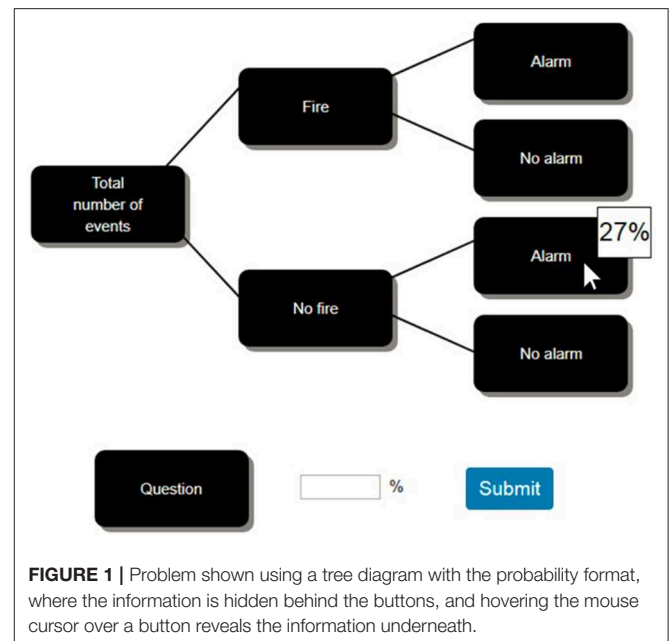 Alarm
Fire
No alarm
Total
number of
events
27%
Alarm
No fire
No alarm
Question
%
Submit
FIGURE 1 | Problem shown using a tree diagram with the probability format,
where the information is hidden behind the buttons, and hovering the mouse
cursor over a button reveals the information underneath.